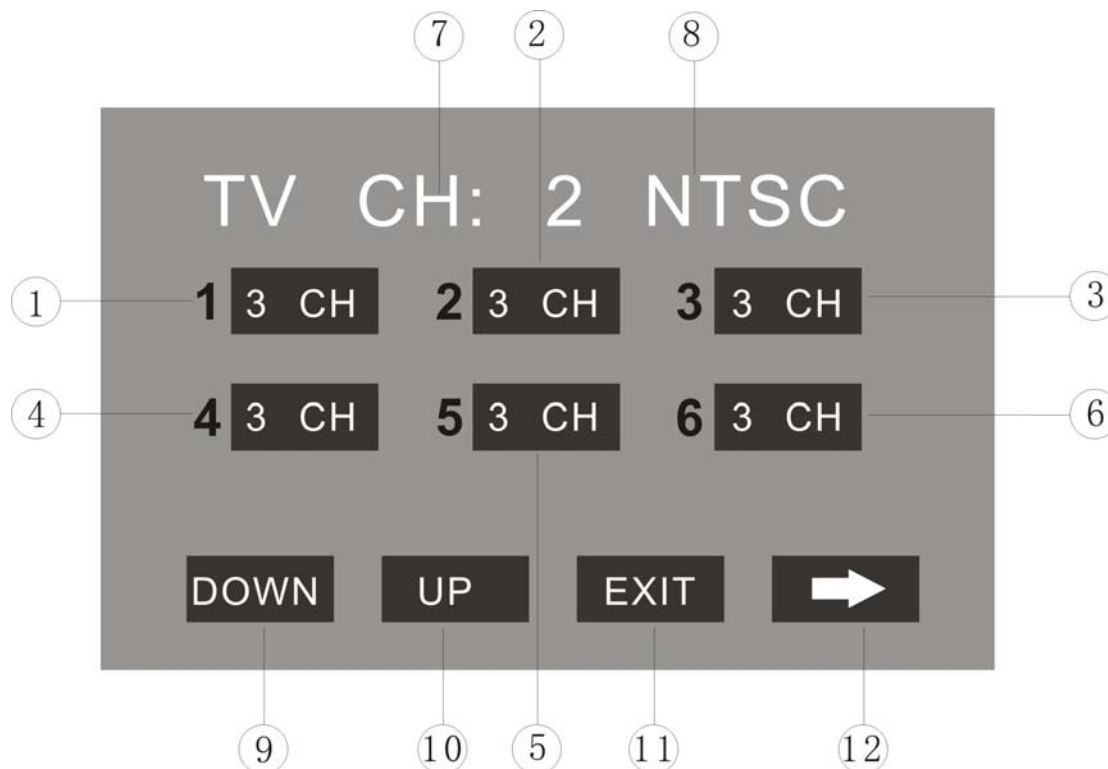 ⑦ ② ⑧
TV CH: 2 NTSC
① 1 3 CH 2 3 CH 3 3 CH ③
④ 4 3 CH 5 3 CH 6 3 CH ⑥
DOWN UP EXIT
⑨ ⑩ ⑤ ⑪ ⑫